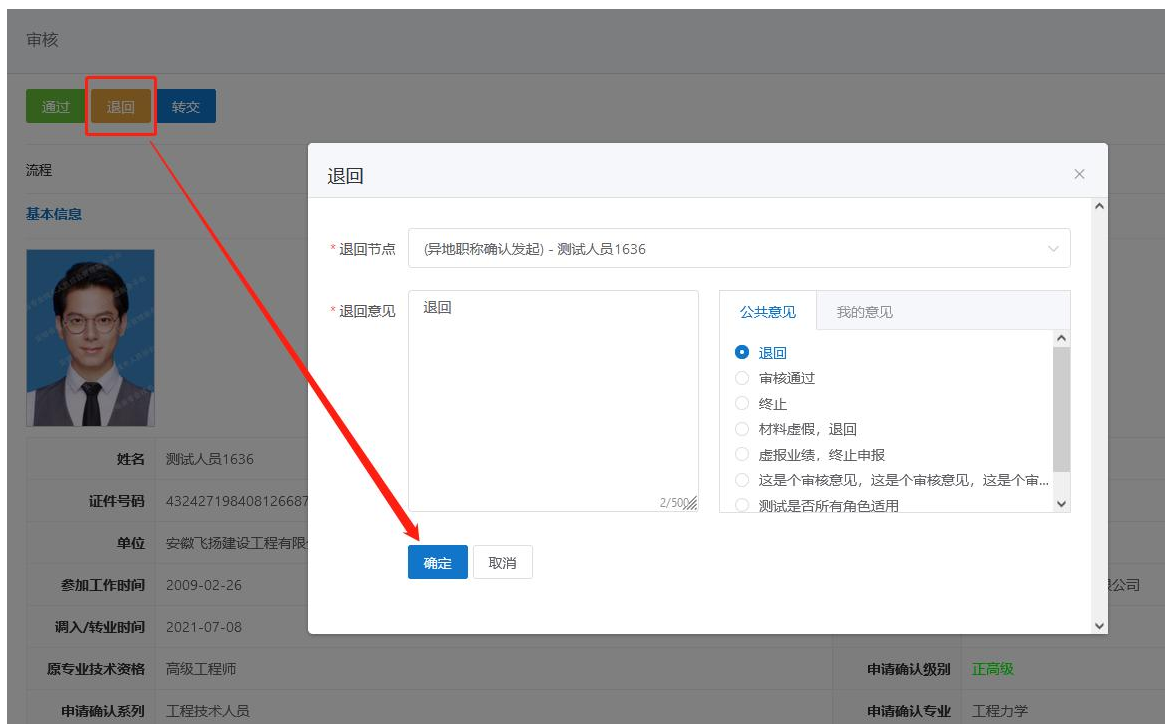 审核
通过 退回 转交
流程
基本信息
退回
* 退回节点 (异地职称确认发起) - 测试人员1636
* 退回意见 退回
2/500
公共意见 我的意见
退回
审核通过
终止
材料虚假，退回
虚报业绩，终止申报
这是个审核意见，这是个审核意见，这是个审...
测试是否所有角色适用
确定 取消
姓名 测试人员1636
证件号码 432427198408126687
单位 安徽飞扬建设工程有限
参加工作时间 2009-02-26 公司
调入/转业时间 2021-07-08
原专业技术资格 高级工程师 申请确认级别 正高级
申请确认系列 工程技术人员 申请确认专业 工程力学